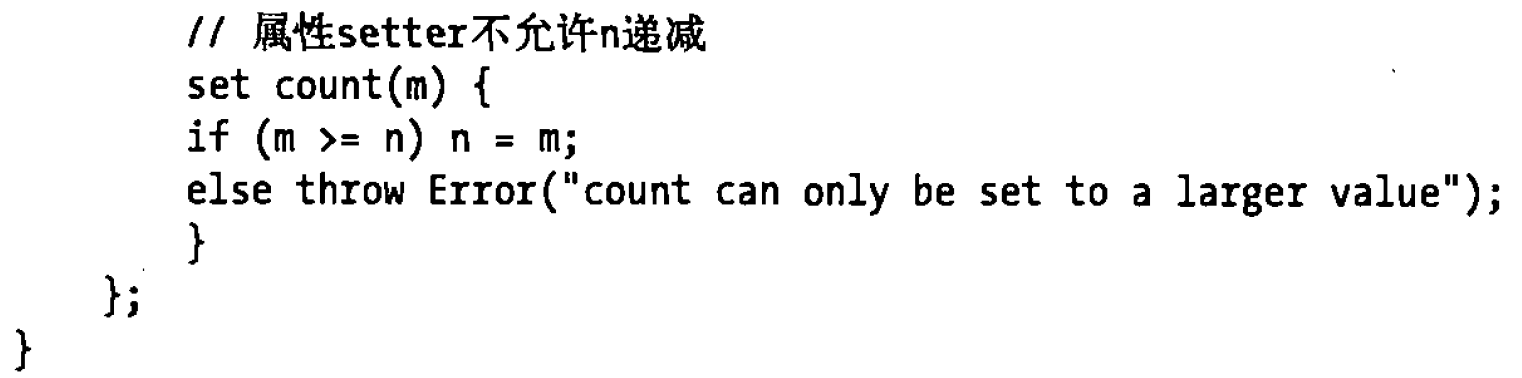 // 属性setter不允许n递减
set count(m) {
if (m >= n) n = m;
else throw Error("count can only be set to a larger value");
}
};
}